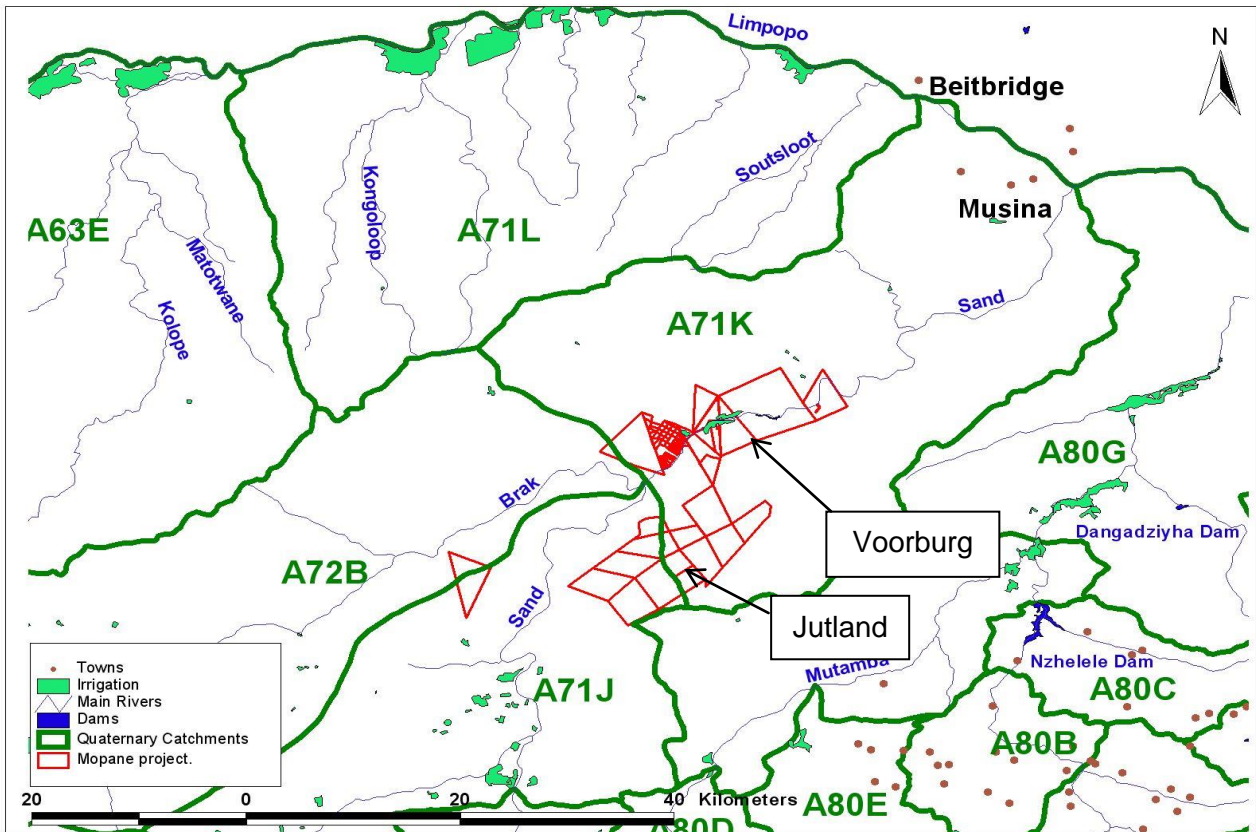 Limpopo
N
Beitbridge
Soutsloot
Kongoloop
A63E
A71L
Musina
Matotwane
Kolope
Sand
A71K
A80G
Brak
Dangadziyha Dam
Voorburg
A72B
Sand
Jutland
Mutamba
Nzhelele Dam
A71J
A80C
Towns
Irrigation
Main Rivers
Dams
Quaternary Catchments
Mopane project.
A80B
20 0 20 40 Kilometers
A80E
A80D